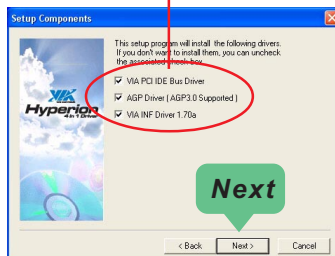 Setup Components
This setup program will install the following drivers.
If you don't want to install them, you can uncheck
the associated check box.
VIA PCI IDE Bus Driver
AGP Driver ( AGP3.0 Supported )
VIA INF Driver 1.70a
VIA
Hyperion
4 in 1 Driver
Next
< Back
Next >
Cancel